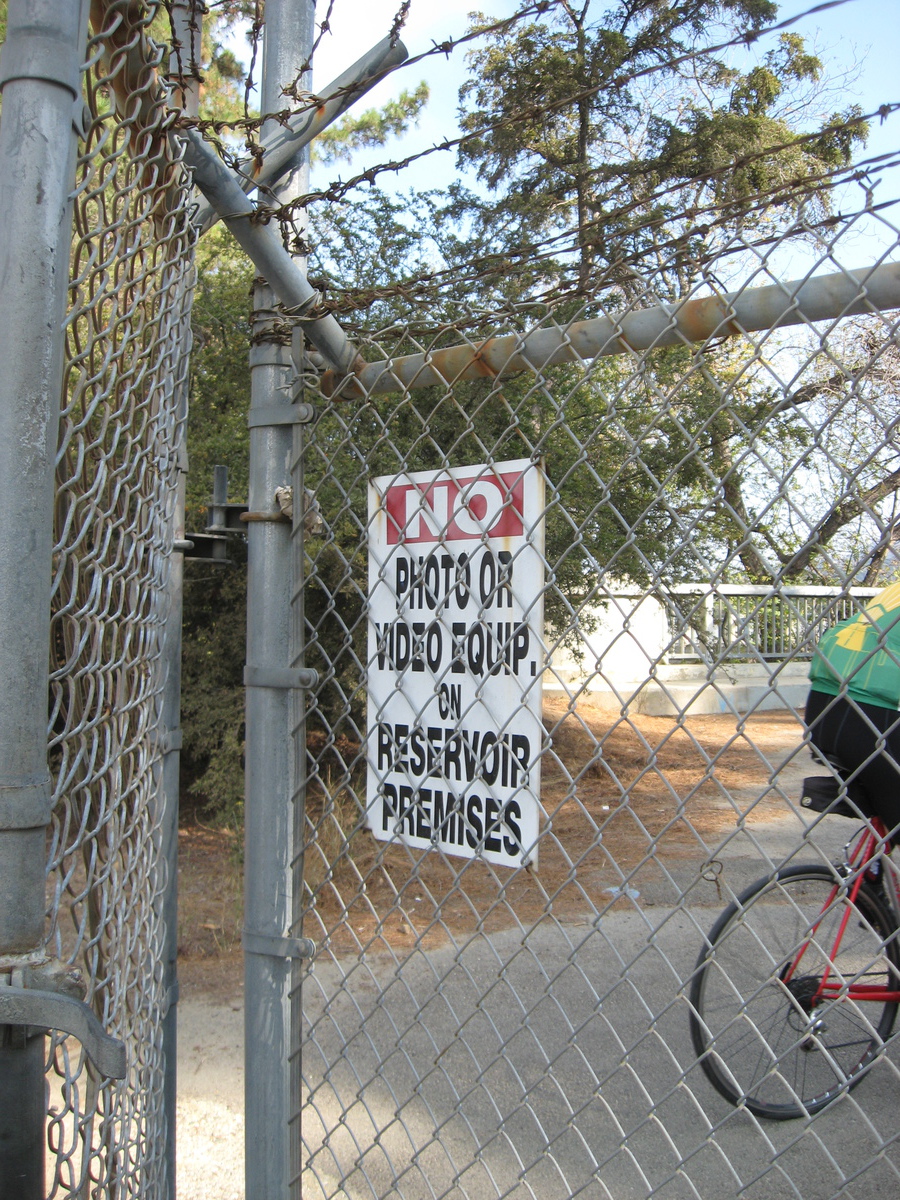 NO
PHOTO OR
VIDEO EQUIP.
ON
RESERVOIR
PREMISES